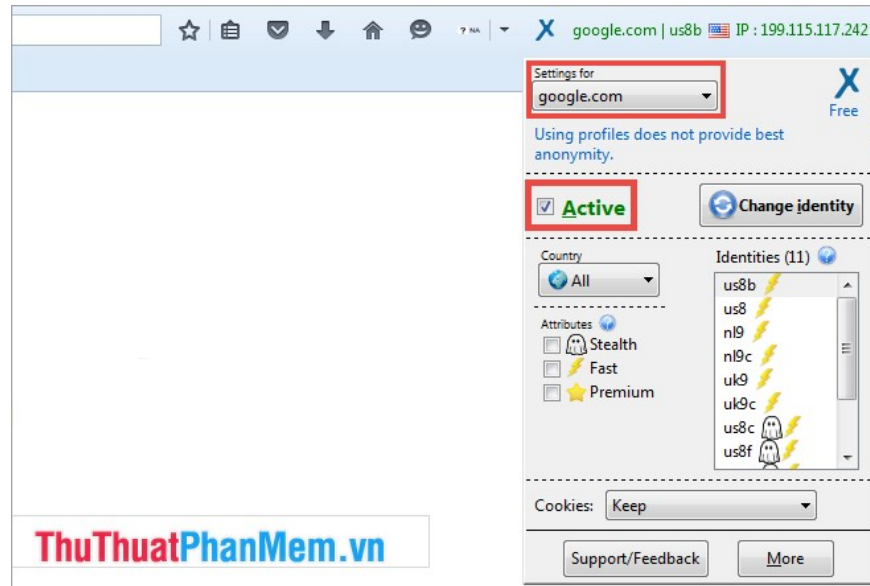 ? NA
X google.com | us8b IP : 199.115.117.242
Settings for
google.com
X
Free
Using profiles does not provide best
anonymity.
Active
Change identity
Country
All
Attributes
Stealth
Fast
Premium
Identities (11)
us8b
us8
nl9
nl9c
uk9
uk9c
us8c
us8f
Cookies: Keep
Support/Feedback
More
ThuThuatPhanMem.vn